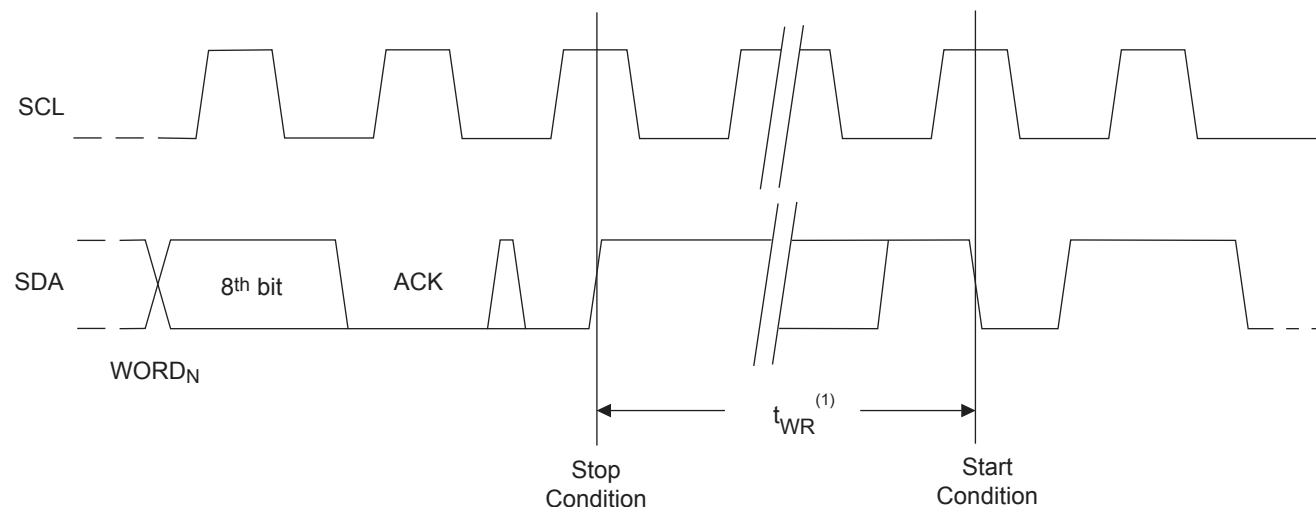 SCL
SDA
8th bit
ACK
WORDN
tWR(1)
Stop
Condition
Start
Condition